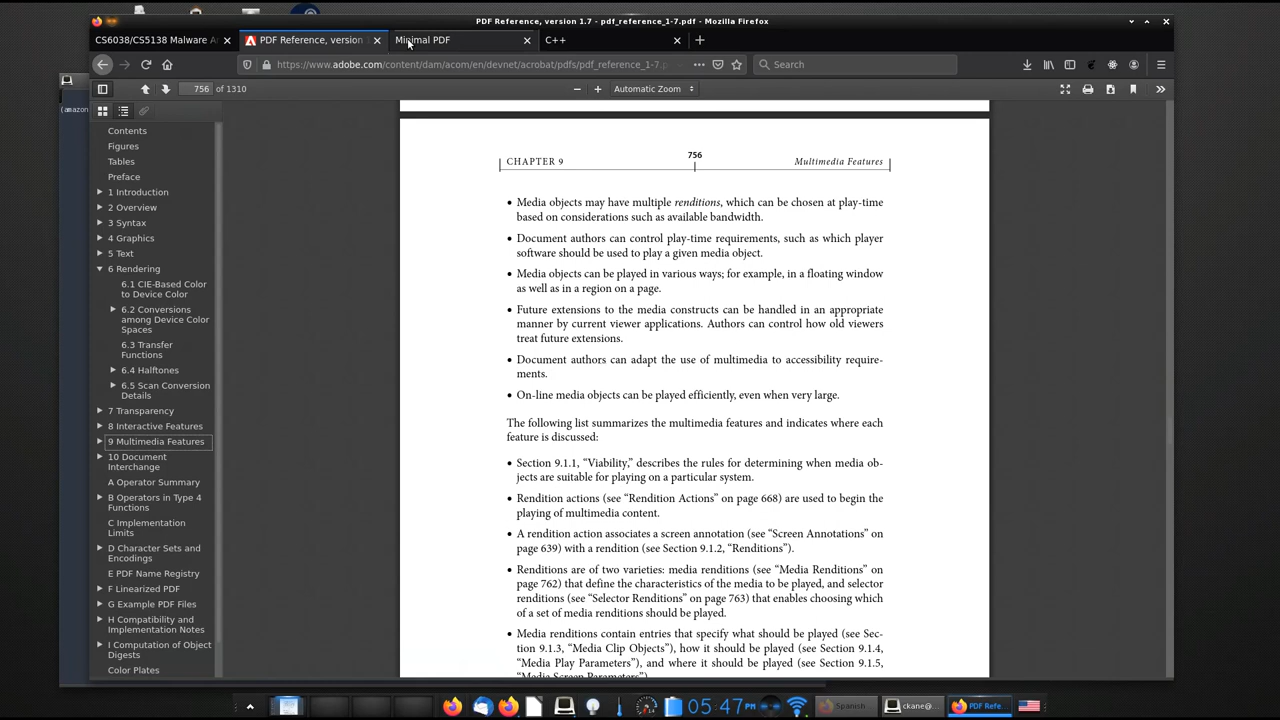 PDF Reference, version 1.7 - pdf_reference_1-7.pdf - Mozilla Firefox
CS6038/CS5138 Malware A
PDF Reference, version
Minimal PDF
C++
https://www.adobe.com/content/dam/acom/en/devnet/acrobat/pdfs/pdf_reference_1-7.p
Search
756 of 1310
Automatic Zoom
(amazon
Contents
Figures
Tables
Preface
1 Introduction
2 Overview
3 Syntax
4 Graphics
5 Text
6 Rendering
6.1 CIE-Based Color
to Device Color
6.2 Conversions
among Device Color
Spaces
6.3 Transfer
Functions
6.4 Halftones
6.5 Scan Conversion
Details
7 Transparency
8 Interactive Features
9 Multimedia Features
10 Document
Interchange
A Operator Summary
B Operators in Type 4
Functions
C Implementation
Limits
D Character Sets and
Encodings
E PDF Name Registry
F Linearized PDF
G Example PDF Files
H Compatibility and
Implementation Notes
I Computation of Object
Digests
Color Plates
CHAPTER 9
756
Multimedia Features
• Media objects may have multiple renditions, which can be chosen at play-time
based on considerations such as available bandwidth.
• Document authors can control play-time requirements, such as which player
software should be used to play a given media object.
• Media objects can be played in various ways; for example, in a floating window
as well as in a region on a page.
• Future extensions to the media constructs can be handled in an appropriate
manner by current viewer applications. Authors can control how old viewers
treat future extensions.
• Document authors can adapt the use of multimedia to accessibility require-
ments.
• On-line media objects can be played efficiently, even when very large.
The following list summarizes the multimedia features and indicates where each
feature is discussed:
• Section 9.1.1, “Viability,” describes the rules for determining when media ob-
jects are suitable for playing on a particular system.
• Rendition actions (see “Rendition Actions” on page 668) are used to begin the
playing of multimedia content.
• A rendition action associates a screen annotation (see “Screen Annotations” on
page 639) with a rendition (see Section 9.1.2, “Renditions”).
• Renditions are of two varieties: media renditions (see “Media Renditions” on
page 762) that define the characteristics of the media to be played, and selector
renditions (see “Selector Renditions” on page 763) that enables choosing which
of a set of media renditions should be played.
• Media renditions contain entries that specify what should be played (see Sec-
tion 9.1.3, “Media Clip Objects”), how it should be played (see Section 9.1.4,
“Media Play Parameters”), and where it should be played (see Section 9.1.5,
“Media Screen Parameters”)
05:47 PM
Spanish
ckane@...
PDF Refe...